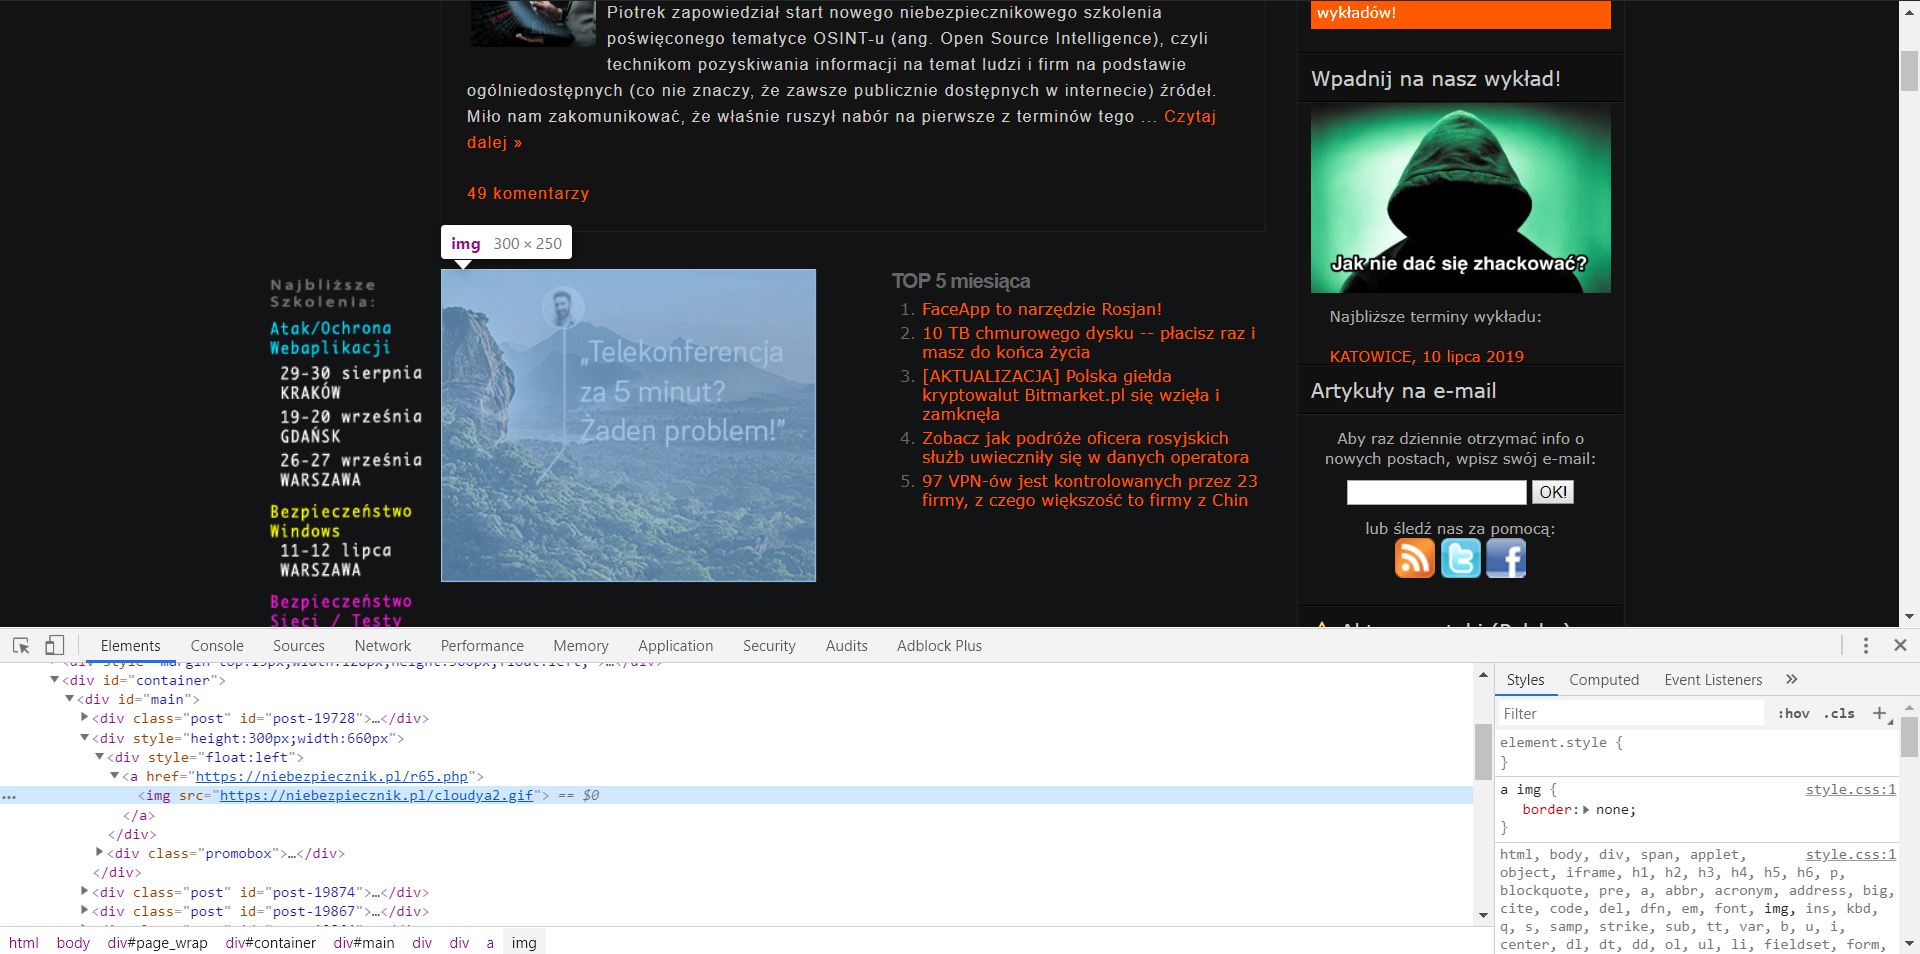 Piotrek zapowiedział start nowego niebezpiecznikowego szkolenia
poświęconego tematyce OSINT-u (ang. Open Source Intelligence), czyli
technikom pozyskiwania informacji na temat ludzi i firm na podstawie
ogólniedostępnych (co nie znaczy, że zawsze publicznie dostępnych w internecie) źródeł.
Miło nam zakomunikować, że właśnie ruszył nabór na pierwsze z terminów tego ... Czytaj
dalej »
49 komentarzy
img 300 × 250
Najbliższe
Szkolenia:
Atak/Ochrona
Webaplikacji
29-30 sierpnia
KRAKÓW
19-20 września
GDAŃSK
26-27 września
WARSZAWA
Bezpieczeństwo
Windows
11-12 lipca
WARSZAWA
Bezpieczeństwo
Sieci / Testy
„Telekonferencja
za 5 minut?
Żaden problem!”
TOP 5 miesiąca
1. FaceApp to narzędzie Rosjan!
2. 10 TB chmurowego dysku -- płacisz raz i
masz do końca życia
3. [AKTUALIZACJA] Polska giełda
kryptowalut Bitmarket.pl się wzięła i
zamknęła
4. Zobacz jak podróże oficera rosyjskich
służb uwieczniły się w danych operatora
5. 97 VPN-ów jest kontrolowanych przez 23
firmy, z czego większość to firmy z Chin
wykładów!
Wpadnij na nasz wykład!
Jak nie dać się zhackować?
Najbliższe terminy wykładu:
KATOWICE, 10 lipca 2019
Artykuły na e-mail
Aby raz dziennie otrzymać info o
nowych postach, wpisz swój e-mail:
OK!
lub śledź nas za pomocą:
Elements Console Sources Network Performance Memory Application Security Audits Adblock Plus
<div id="container">
<div id="main">
<div class="post" id="post-19728">…</div>
<div style="height:300px;width:660px">
<div style="float:left">
<a href="https://niebezpiecznik.pl/r65.php">
… <img src="https://niebezpiecznik.pl/cloudya2.gif"> == $0
</a>
</div>
<div class="promobox">…</div>
</div>
<div class="post" id="post-19874">…</div>
<div class="post" id="post-19867">…</div>
html body div#page_wrap div#container div#main div div a img
Styles Computed Event Listeners »
Filter :hov .cls +
element.style {
}
a img { style.css:1
border: none;
}
html, body, div, span, applet, style.css:1
object, iframe, h1, h2, h3, h4, h5, h6, p,
blockquote, pre, a, abbr, acronym, address, big,
cite, code, del, dfn, em, font, img, ins, kbd,
q, s, samp, strike, sub, tt, var, b, u, i,
center, dl, dt, dd, ol, ul, li, fieldset, form,